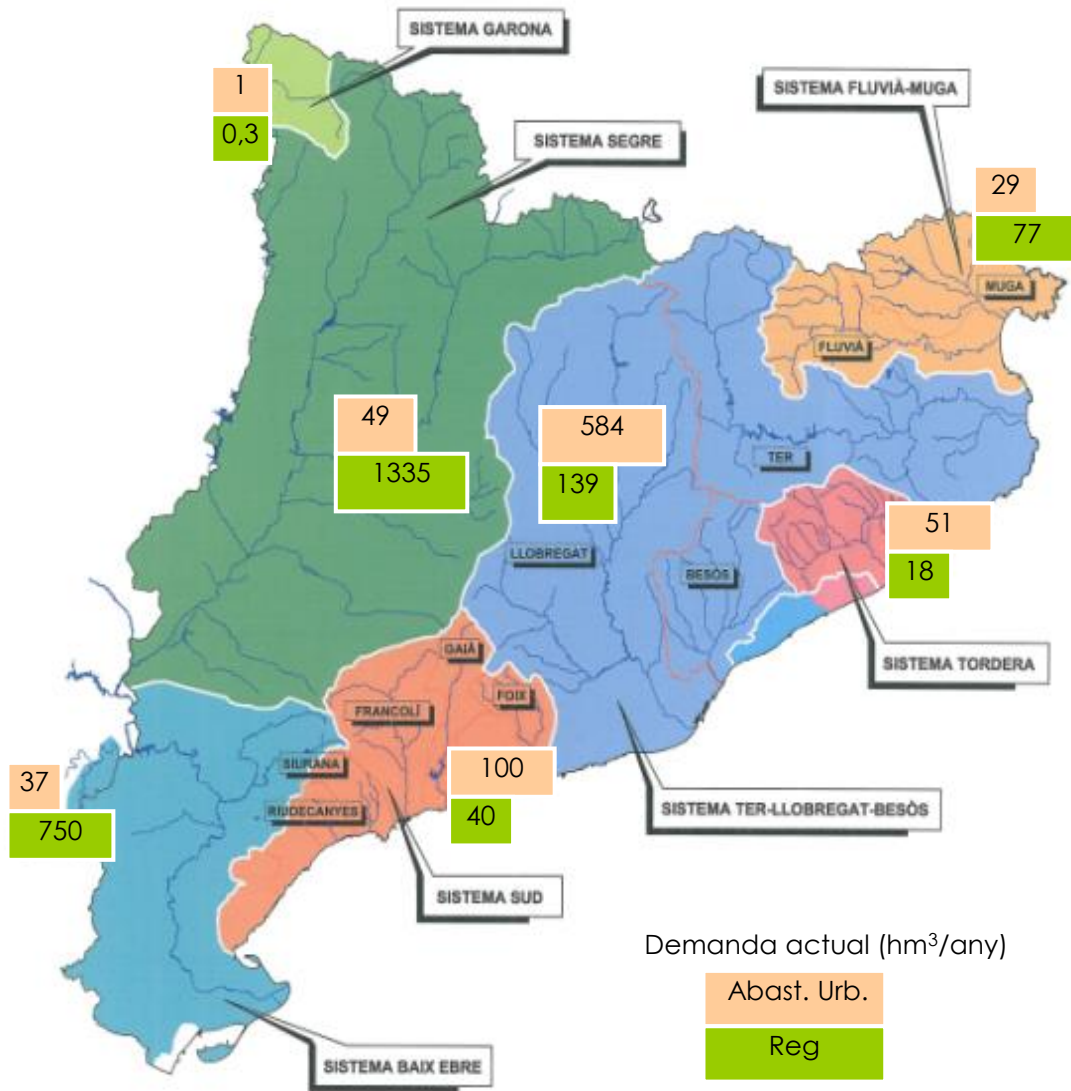 SISTEMA GARONA
1
0,3
SISTEMA FLUVIÀ-MUGA
SISTEMA SEGRE
29
77
MUGA
FLUVIÀ
49
1335
584
139
TER
51
18
LLOBREGAT
BESÒS
GAIÀ
FOIX
SISTEMA TORDERA
FRANCOLÍ
SIURANA
RIUDECANYES
100
40
37
750
SISTEMA TER-LLOBREGAT-BESÒS
SISTEMA SUD
Demanda actual (hm³/any)
Abast. Urb.
Reg
SISTEMA BAIX EBRE